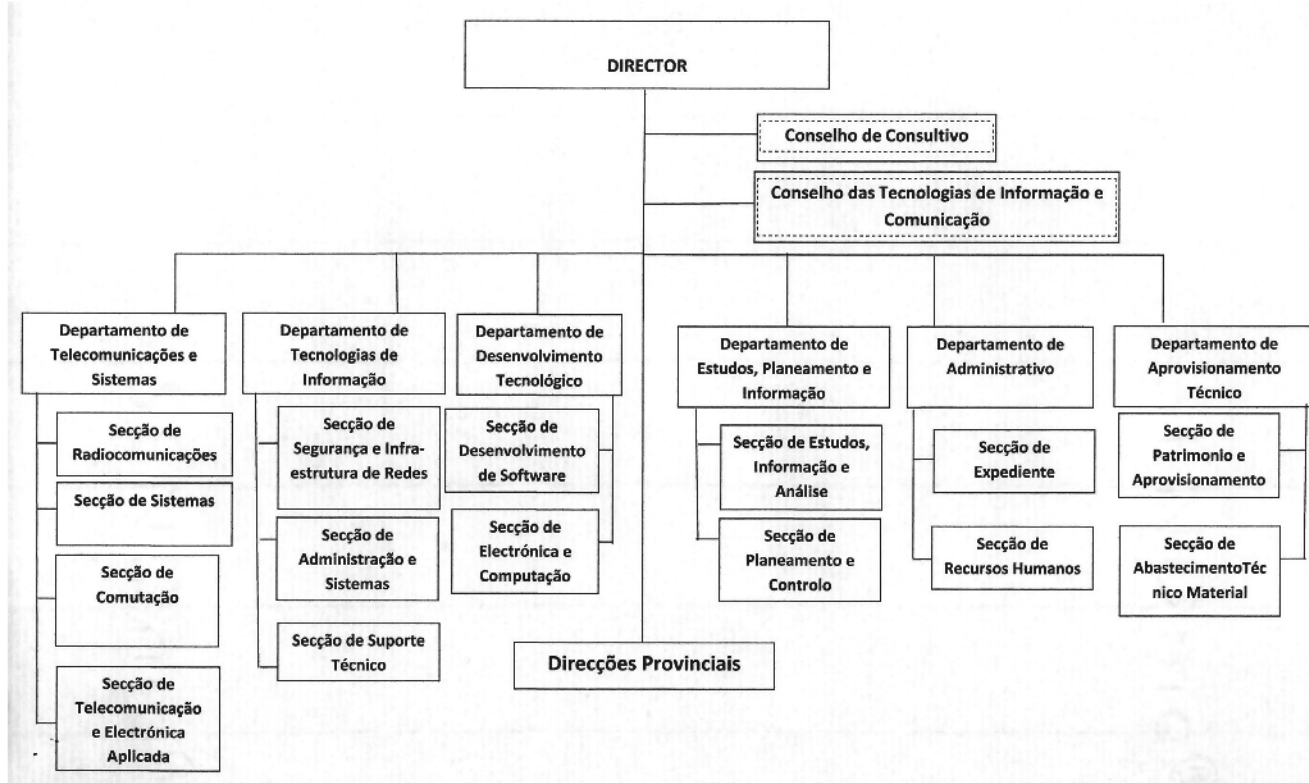 DIRECTOR
Conselho de Consultivo
Conselho das Tecnologias de Informação e
Comunicação
Departamento de
Telecomunicações e
Sistemas
Secção de
Radiocomunicações
Secção de Sistemas
Secção de
Comutação
Secção de
Telecomunicação
e Electrónica
Aplicada
Departamento de
Tecnologias de
Informação
Secção de
Segurança e Infra-
estrutura de Redes
Secção de
Administração e
Sistemas
Secção de Suporte
Técnico
Departamento de
Desenvolvimento
Tecnológico
Secção de
Desenvolvimento
de Software
Secção de
Electrónica e
Computação
Direcções Provinciais
Departamento de
Estudos, Planeamento e
Informação
Secção de Estudos,
Informação e
Análise
Secção de
Planeamento e
Controlo
Departamento de
Administrativo
Secção de
Expediente
Secção de
Recursos Humanos
Departamento de
Aprovisionamento
Técnico
Secção de
Patrimonio e
Aprovisionamento
Secção de
AbastecimentoTéc
nico Material